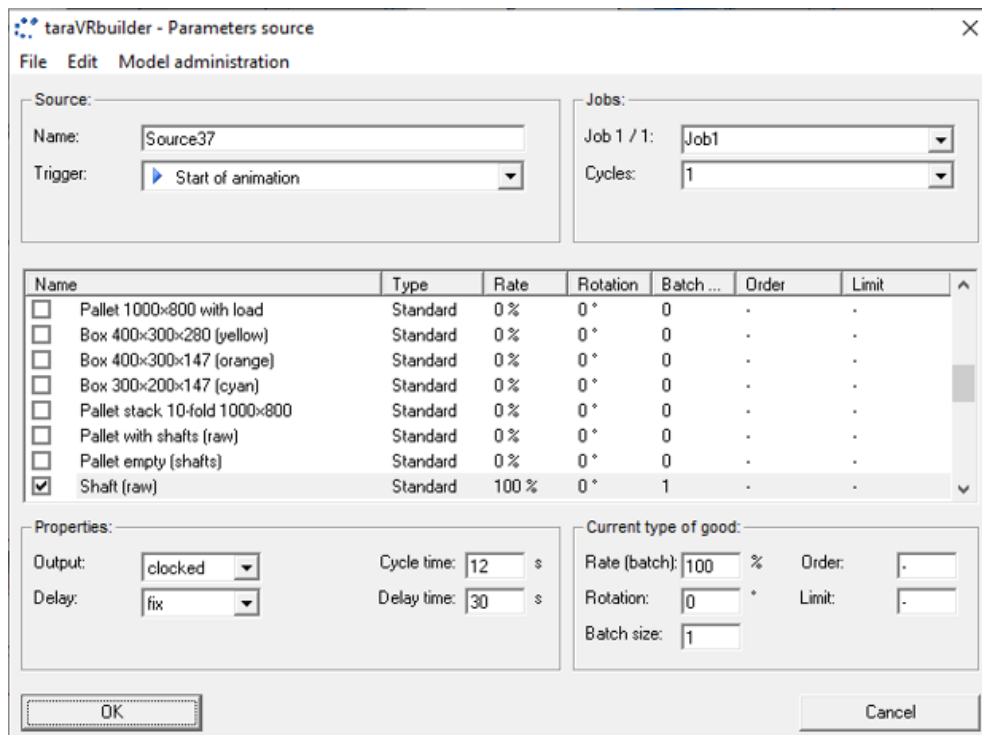 taraVRbuilder - Parameters source
File Edit Model administration
Source:
Name: Source37
Trigger: Start of animation
Jobs:
Job 1 / 1: Job1
Cycles: 1
Name Type Rate Rotation Batch ... Order Limit
Pallet 1000×800 with load Standard 0 % 0 ° 0 - -
Box 400×300×280 (yellow) Standard 0 % 0 ° 0 - -
Box 400×300×147 (orange) Standard 0 % 0 ° 0 - -
Box 300×200×147 (cyan) Standard 0 % 0 ° 0 - -
Pallet stack 10-fold 1000×800 Standard 0 % 0 ° 0 - -
Pallet with shafts (raw) Standard 0 % 0 ° 0 - -
Pallet empty (shafts) Standard 0 % 0 ° 0 - -
Shaft (raw) Standard 100 % 0 ° 1 - -
Properties:
Output: clocked Cycle time: 12 s
Delay: fix Delay time: 30 s
Current type of good:
Rate (batch): 100 % Order: -
Rotation: 0 ° Limit: -
Batch size: 1
OK Cancel